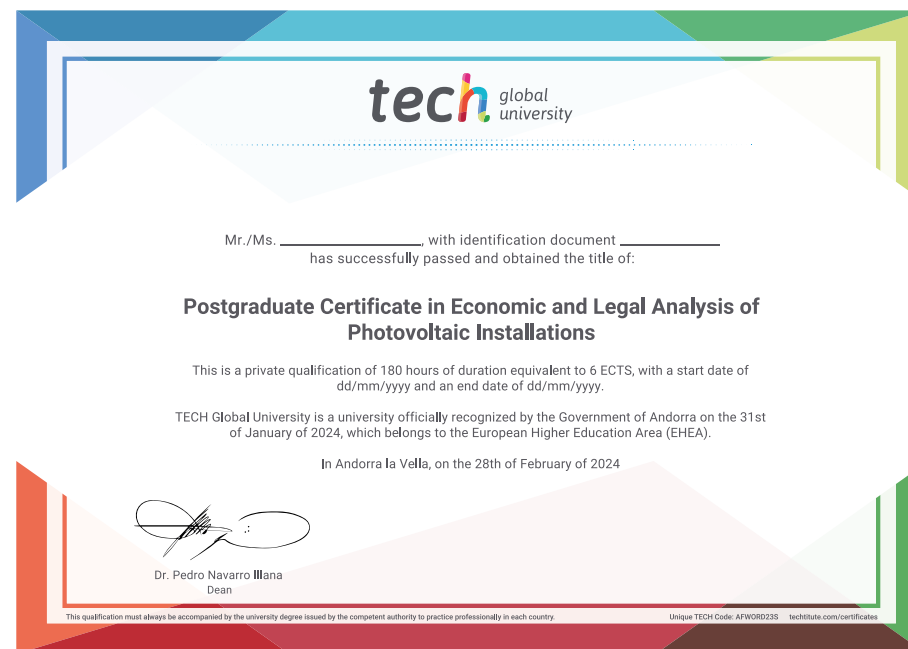 tech global
university
Mr./Ms. ____________________, with identification document ______________
has successfully passed and obtained the title of:
Postgraduate Certificate in Economic and Legal Analysis of
Photovoltaic Installations
This is a private qualification of 180 hours of duration equivalent to 6 ECTS, with a start date of
dd/mm/yyyy and an end date of dd/mm/yyyy.
TECH Global University is a university officially recognized by the Government of Andorra on the 31st
of January of 2024, which belongs to the European Higher Education Area (EHEA).
In Andorra la Vella, on the 28th of February of 2024
Dr. Pedro Navarro Illana
Dean
This qualification must always be accompanied by the university degree issued by the competent authority to practice professionally in each country. Unique TECH Code: AFWORD23S techtitute.com/certificates